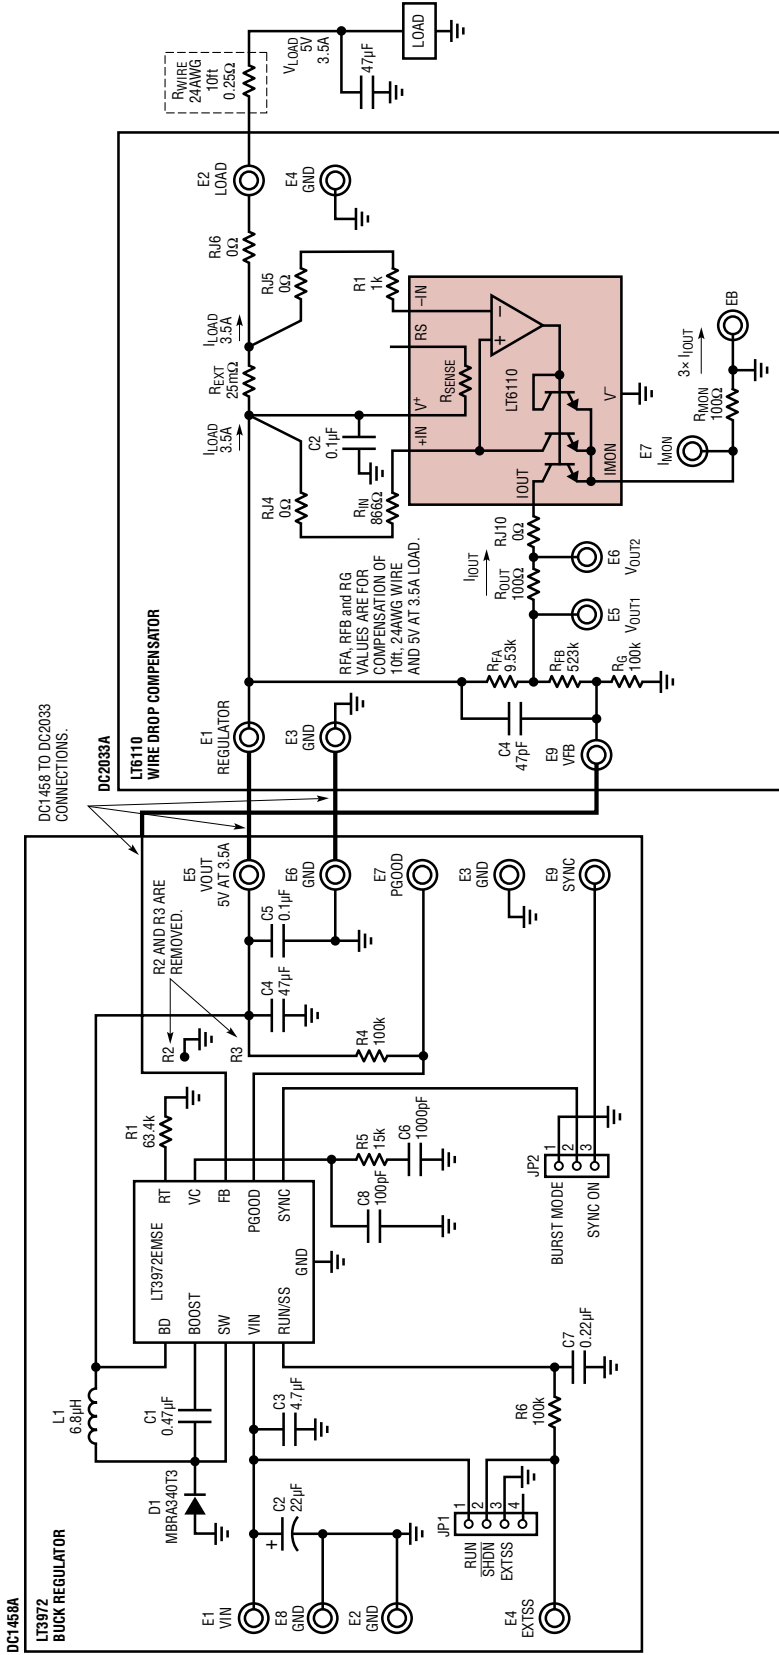 DC1458A
LT3972
BUCK REGULATOR
L1
6.8µH
D1
MBRA340T3
C1
0.47µF
LT3972EMSE
BD
BOOST
SW
VIN
RUN/SS
RT
VC
FB
PGOOD
SYNC
GND
R1
63.4k
R2
R3
R2 AND R3 ARE
REMOVED.
E1
VIN
E8
GND
E2
GND
E4
EXTSS
+
C2
22µF
C3
4.7µF
JP1
RUN
SHDN
EXTSS
1
2
3
4
R6
100k
C7
0.22µF
C8
100pF
R5
15k
C6
1000pF
R4
100k
C4
47µF
C5
0.1µF
JP2
BURST MODE
SYNC ON
1
2
3
E5
VOUT
5V AT 3.5A
E6
GND
E7
PGOOD
E3
GND
E9
SYNC
DC1458 TO DC2033
CONNECTIONS.
DC2033A
LT6110
WIRE DROP COMPENSATOR
E1
REGULATOR
E3
GND
E9
VFB
C4
47pF
RFA
9.53k
RFB
523k
RG
100k
RFA, RFB and RG
VALUES ARE FOR
COMPENSATION OF
10ft, 24AWG WIRE
AND 5V AT 3.5A LOAD.
E5
VOUT1
E6
VOUT2
IIOUT
ROUT
100Ω
RJ10
0Ω
RJ4
0Ω
RIN
866Ω
C2
0.1µF
ILOAD
3.5A
REXT
25mΩ
ILOAD
3.5A
RJ5
0Ω
R1
1k
RJ6
0Ω
+IN
V+
RS
–IN
RSENSE
LT6110
+
–
IOUT
IMON
V–
E7
IMON
RMON
100Ω
3× IIOUT
EB
E2
LOAD
E4
GND
RWIRE
24AWG
10ft
0.25Ω
VLOAD
5V
3.5A
47µF
LOAD